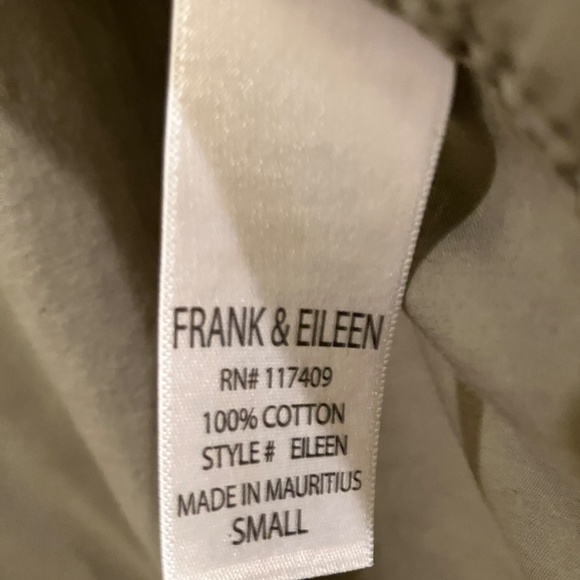 FRANK & EILEEN
RN# 117409
100% COTTON
STYLE# EILEEN
MADE IN MAURITIUS
SMALL